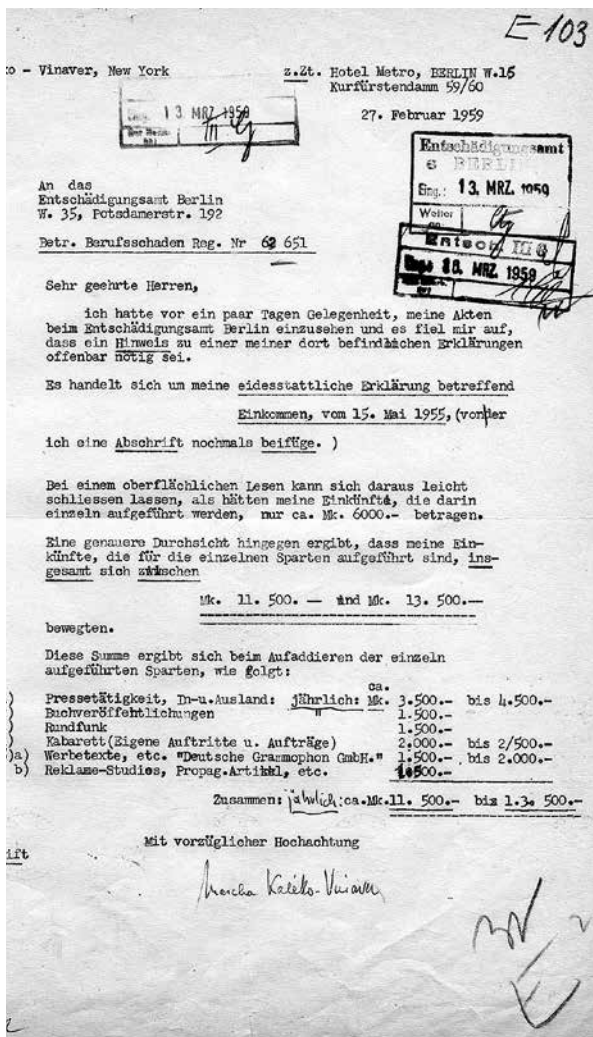 E-103
o - Vinaver, New York z.Zt. Hotel Metro, BERLIN W.15
Kurfürstendamm 59/60
13 MRZ 1959
27. Februar 1959
Entschädigungsamt
BERLIN
Eing.: 13. MRZ. 1959
Weiter
Entsch III
18. MRZ 1959
An das
Entschädigungsamt Berlin
W. 35, Potsdamerstr. 192
Betr. Berufsschaden Reg. Nr 62 651
Sehr geehrte Herren,
ich hatte vor ein paar Tagen Gelegenheit, meine Akten
beim Entschädigungsamt Berlin einzusehen und es fiel mir auf,
dass ein Hinweis zu einer meiner dort befindlichen Erklärungen
offenbar nötig sei.
Es handelt sich um meine eidesstattliche Erklärung betreffend
Einkommen, vom 15. Mai 1955, (von der
ich eine Abschrift nochmals beifüge. )
Bei einem oberflächlichen Lesen kann sich daraus leicht
schliessen lassen, als hätten meine Einkünfte, die darin
einzeln aufgeführt werden, nur ca. Mk. 6000.- betragen.
Eine genauere Durchsicht hingegen ergibt, dass meine Ein-
künfte, die für die einzelnen Sparten aufgeführt sind, ins-
gesamt sich zwischen
Mk. 11. 500. — und Mk. 13. 500.—
bewegten.
Diese Summe ergibt sich beim Aufaddieren der einzeln
aufgeführten Sparten, wie folgt:
ca.
) Pressetätigkeit, In-u.Ausland: jährlich: Mk. 3.500.- bis 4.500.-
) Buchveröffentlichungen " 1.500.-
) Rundfunk 1.500.-
) Kabarett(Eigene Auftritte u. Aufträge) 2.000.- bis 2/500.-
)a) Werbetexte, etc. "Deutsche Grammophon GmbH." 1.500.- bis 2.000.-
b) Reklame-Studies, Propag.Artikel, etc. 1.500.-
Zusammen: jährlich: ca.Mk.11. 500.- bis 1.3. 500.-
Mit vorzüglicher Hochachtung
ift
Mascha Kaléko-Vinaver